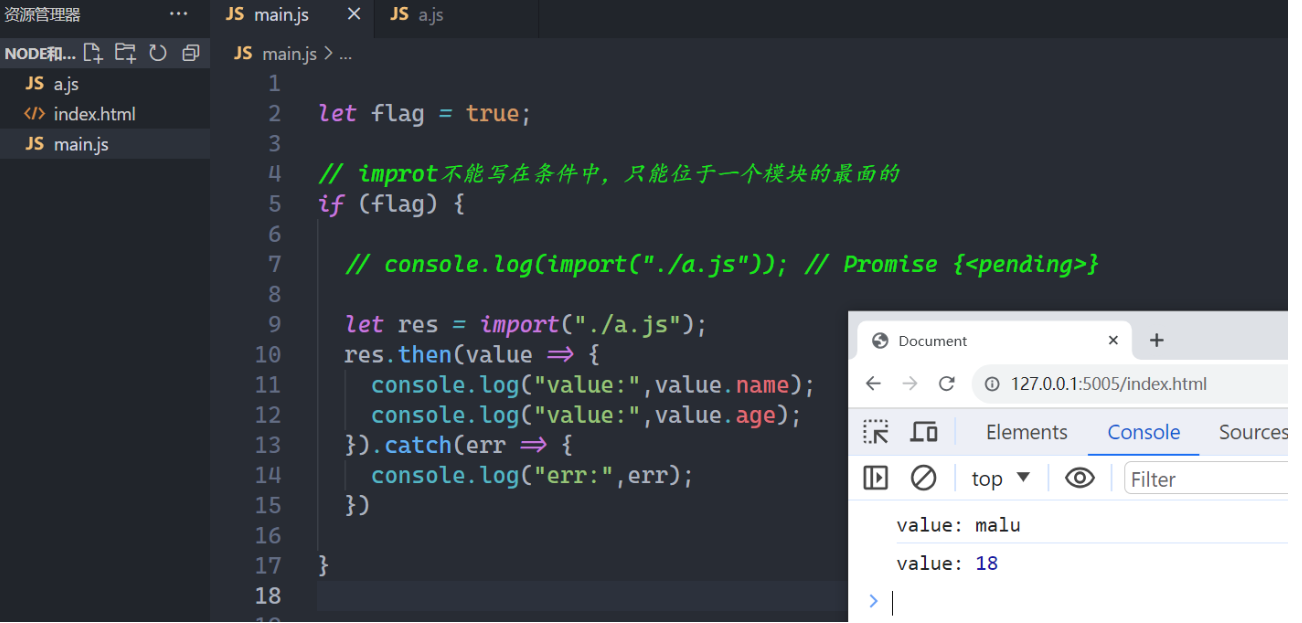 资源管理器 ...
NODE和...
JS a.js
</> index.html
JS main.js
JS main.js × JS a.js
JS main.js > ...
1
2 let flag = true;
3
4 // improt不能写在条件中，只能位于一个模块的最面的
5 if (flag) {
6
7 // console.log(import("./a.js")); // Promise {<pending>}
8
9 let res = import("./a.js");
10 res.then(value => {
11 console.log("value:",value.name);
12 console.log("value:",value.age);
13 }).catch(err => {
14 console.log("err:",err);
15 })
16
17 }
18
Document × +
127.0.0.1:5005/index.html
Elements Console Sources
top ▼ Filter
value: malu
value: 18
>